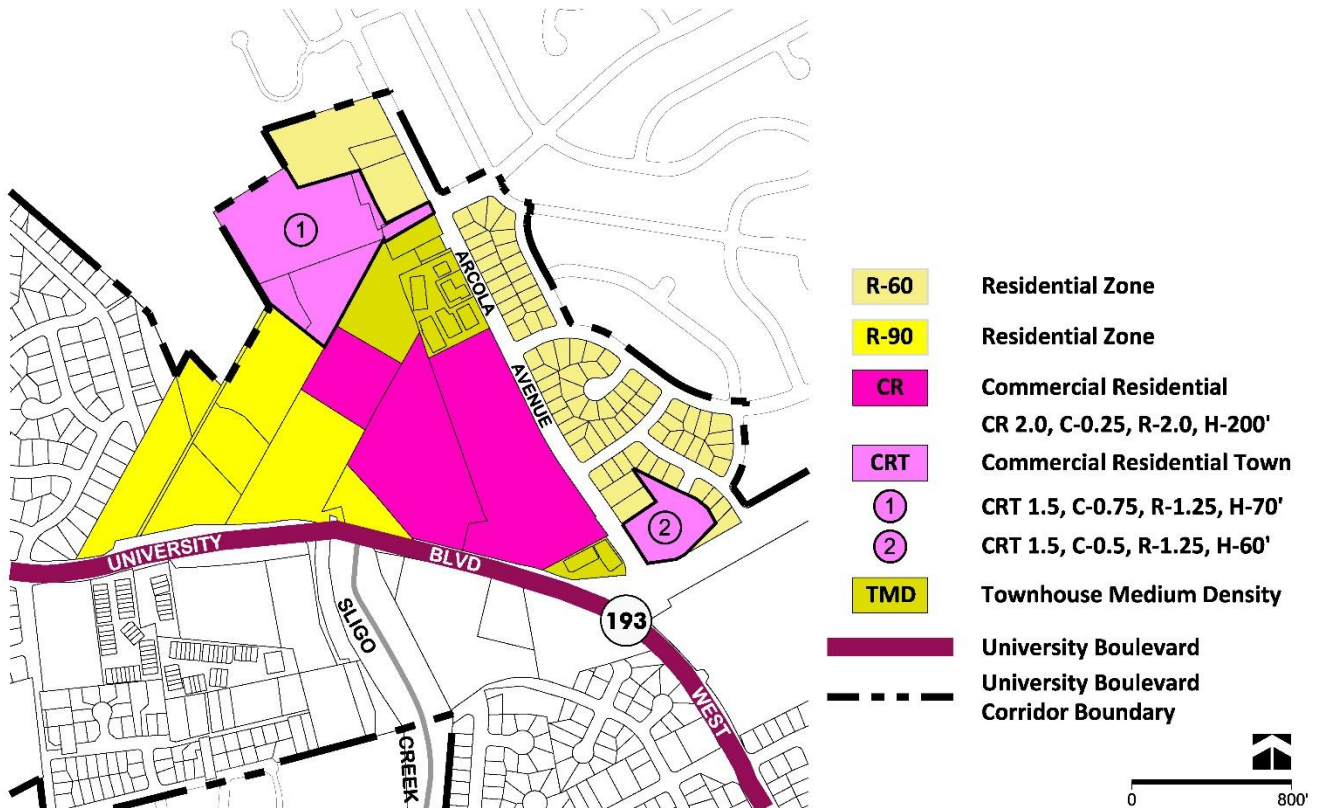 1
ARCOLA
AVENUE
2
UNIVERSITY
BLVD
193
WEST
SLIGO
CREEK
R-60 Residential Zone
R-90 Residential Zone
CR Commercial Residential
CR 2.0, C-0.25, R-2.0, H-200'
CRT Commercial Residential Town
1 CRT 1.5, C-0.75, R-1.25, H-70'
2 CRT 1.5, C-0.5, R-1.25, H-60'
TMD Townhouse Medium Density
University Boulevard
University Boulevard
Corridor Boundary
0 800'